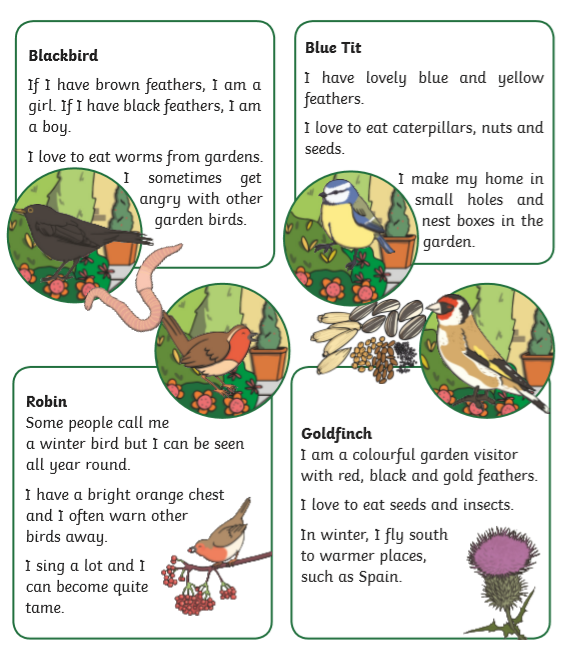 Blackbird
If I have brown feathers, I am a
girl. If I have black feathers, I am
a boy.
I love to eat worms from gardens.
I sometimes get
angry with other
garden birds.
Blue Tit
I have lovely blue and yellow
feathers.
I love to eat caterpillars, nuts and
seeds.
I make my home in
small holes and
nest boxes in the
garden.
Robin
Some people call me
a winter bird but I can be seen
all year round.
I have a bright orange chest
and I often warn other
birds away.
I sing a lot and I
can become quite
tame.
Goldfinch
I am a colourful garden visitor
with red, black and gold feathers.
I love to eat seeds and insects.
In winter, I fly south
to warmer places,
such as Spain.